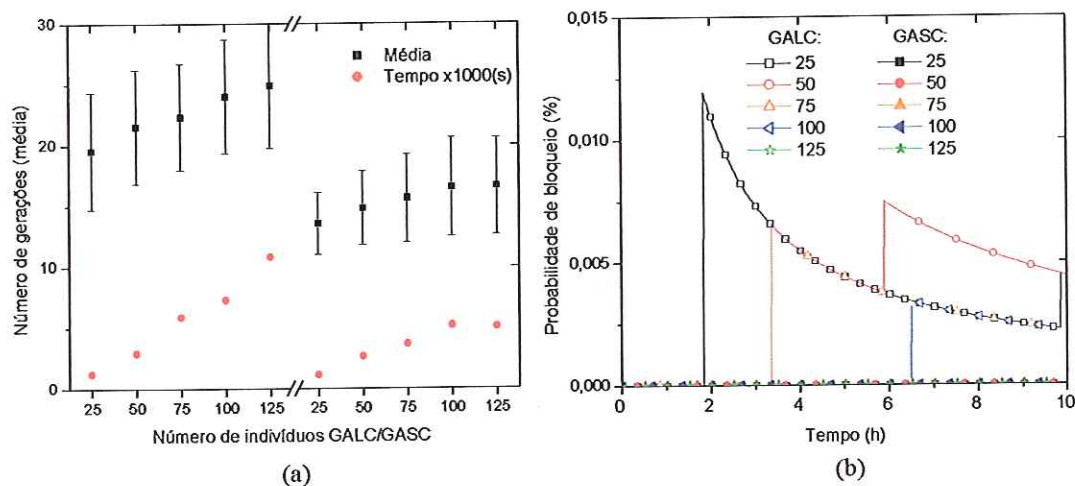 30
20
10
0
Número de gerações (média)
Média
Tempo x1000(s)
25 50 75 100 125 25 50 75 100 125
Número de indivíduos GALC/GASC
(a)
0,015
0,010
0,005
0,000
Probabilidade de bloqueio (%)
GALC: GASC:
25 25
50 50
75 75
100 100
125 125
0 2 4 6 8 10
Tempo (h)
(b)